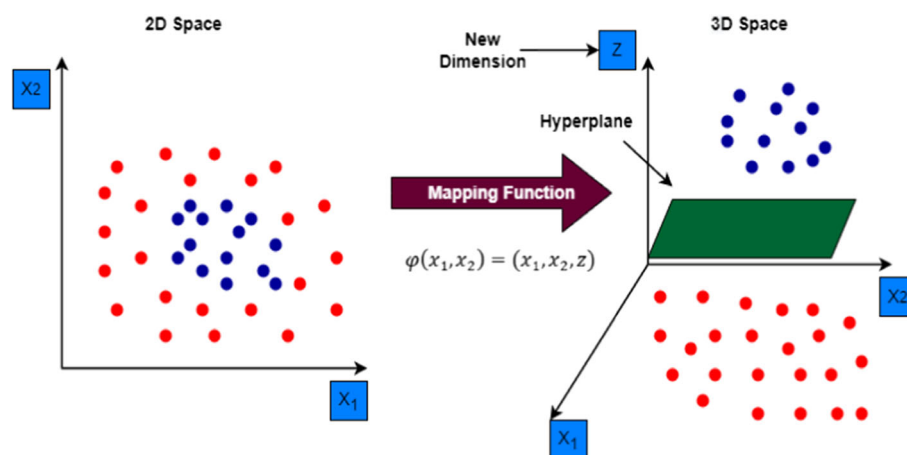 2D Space
X2
X1
Mapping Function
φ(x1,x2) = (x1,x2,z)
New
Dimension
Z
3D Space
Hyperplane
X2
X1